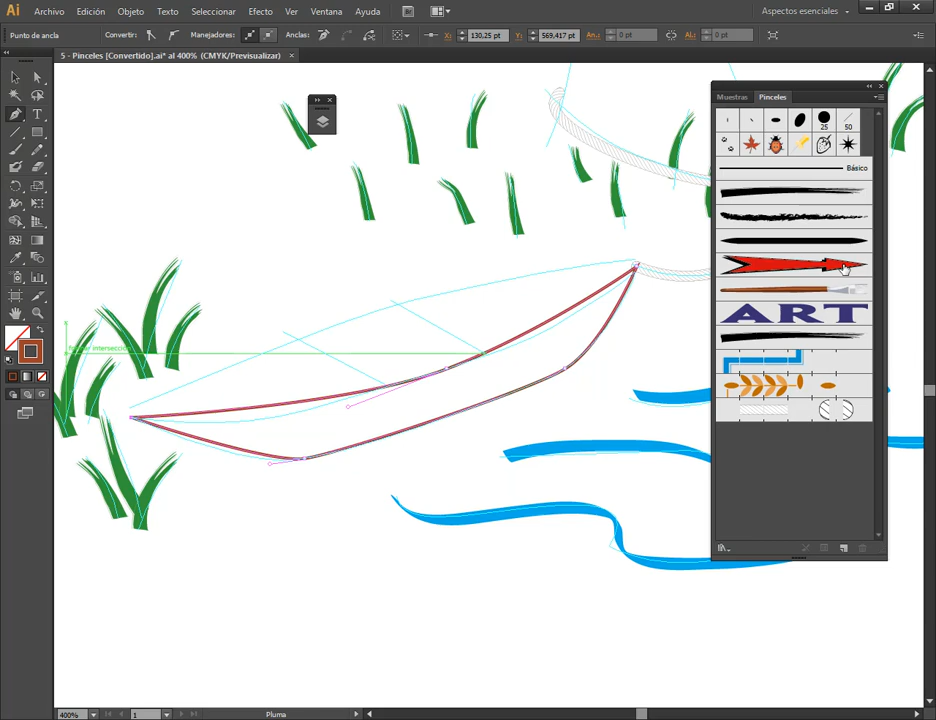 Ai Archivo Edición Objeto Texto Seleccionar Efecto Ver Ventana Ayuda Br Aspectos esenciales
Punto de ancla Convertir: Manejadores: Anclas: X: 130,25 pt Y: 569,417 pt An.: 0 pt Al.: 0 pt
5 - Pinceles [Convertido].ai* al 400% (CMYK/Previsualizar)
Muestras Pinceles
25 50
Básico
ART
400% 1 Pluma